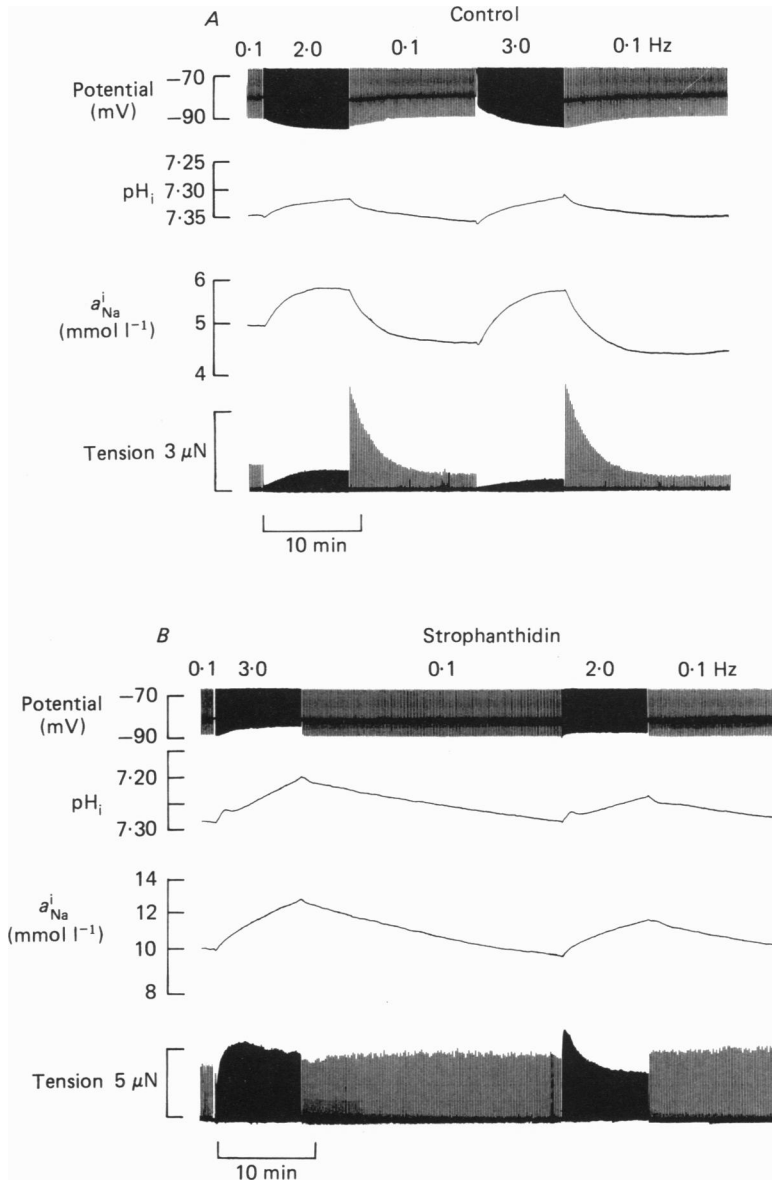 A
Control
0·1 2·0 0·1 3·0 0·1 Hz
Potential
(mV)
−70
−90
pHi
7·25
7·30
7·35
aiNa
(mmol l−1)
6
5
4
Tension 3 μN
10 min
B
Strophanthidin
0·1 3·0 0·1 2·0 0·1 Hz
Potential
(mV)
−70
−90
pHi
7·20
7·30
aiNa
(mmol l−1)
14
12
10
8
Tension 5 μN
10 min